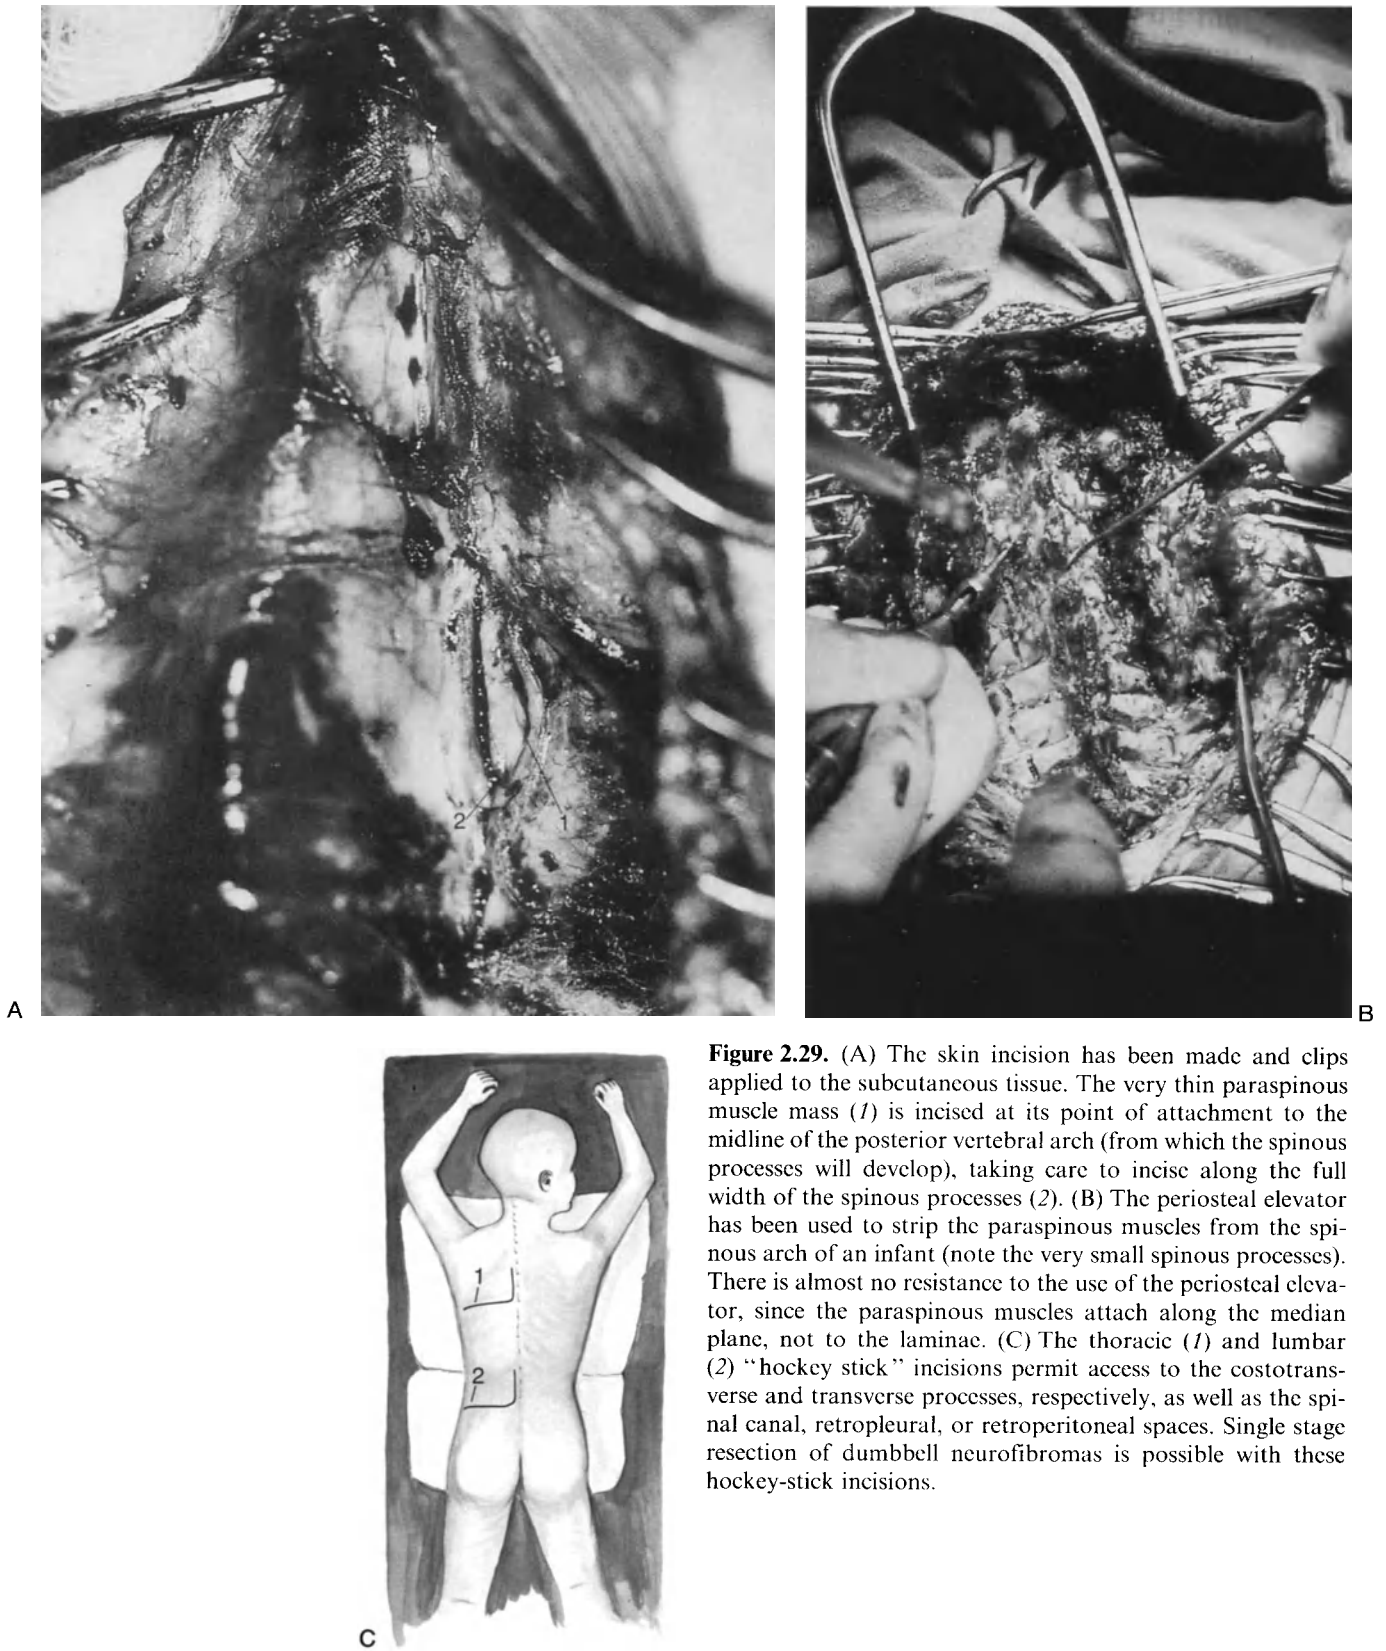 2
1
A
B
1
2
C
Figure 2.29. (A) The skin incision has been made and clips
applied to the subcutaneous tissue. The very thin paraspinous
muscle mass (1) is incised at its point of attachment to the
midline of the posterior vertebral arch (from which the spinous
processes will develop), taking care to incise along the full
width of the spinous processes (2). (B) The periosteal elevator
has been used to strip the paraspinous muscles from the spi-
nous arch of an infant (note the very small spinous processes).
There is almost no resistance to the use of the periosteal eleva-
tor, since the paraspinous muscles attach along the median
plane, not to the laminae. (C) The thoracic (1) and lumbar
(2) “hockey stick” incisions permit access to the costotrans-
verse and transverse processes, respectively, as well as the spi-
nal canal, retropleural, or retroperitoneal spaces. Single stage
resection of dumbbell neurofibromas is possible with these
hockey-stick incisions.